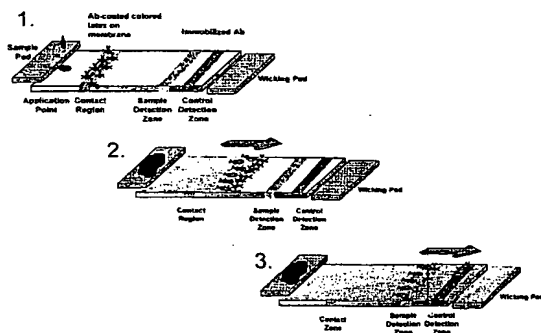 1.
Ab-coated colored
latex on
membrane
Immobilized Ab
Sample
Pad
Wicking Pad
Application
Point
Contact
Region
Sample
Detection
Zone
Control
Detection
Zone
2.
Wicking Pad
Contact
Region
Sample
Detection
Zone
Control
Detection
Zone
3.
Wicking Pad
Contact
Zone
Sample
Detection
Zone
Control
Detection
Zone